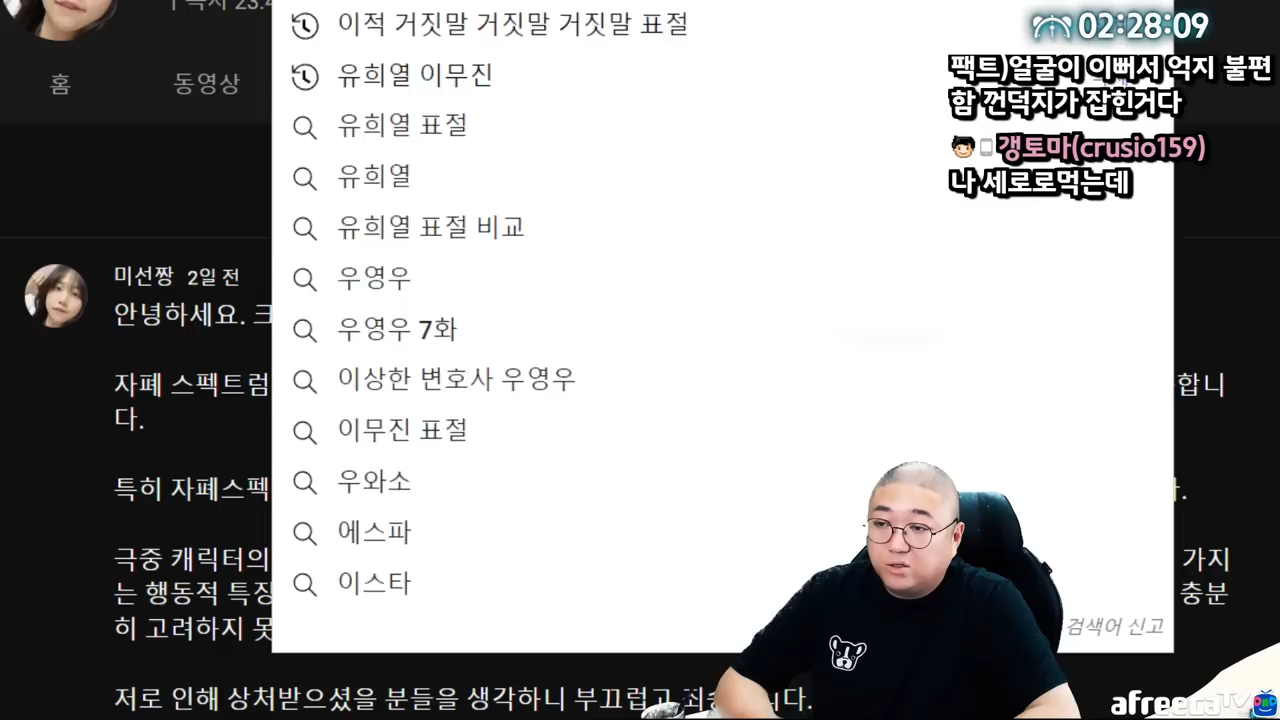 구독자 23.4
이적 거짓말 거짓말 거짓말 표절
02:28:09
홈
동영상
유희열 이무진
팩트)얼굴이 이뻐서 억지 불편
함 껀덕지가 잡힌거다
유희열 표절
갱토마(crusio159)
나 세로로먹는데
유희열
유희열 표절 비교
우영우
우영우 7화
이상한 변호사 우영우
이무진 표절
우와소
에스파
이스타
검색어 신고
미선짱 2일 전
안녕하세요. 크
자폐 스펙트럼
합니
다.
특히 자폐스펙
극중 캐릭터의
가지
는 행동적 특징
충분
히 고려하지 못
저로 인해 상처받으셨을 분들을 생각하니 부끄럽고
다.
afreecaTV